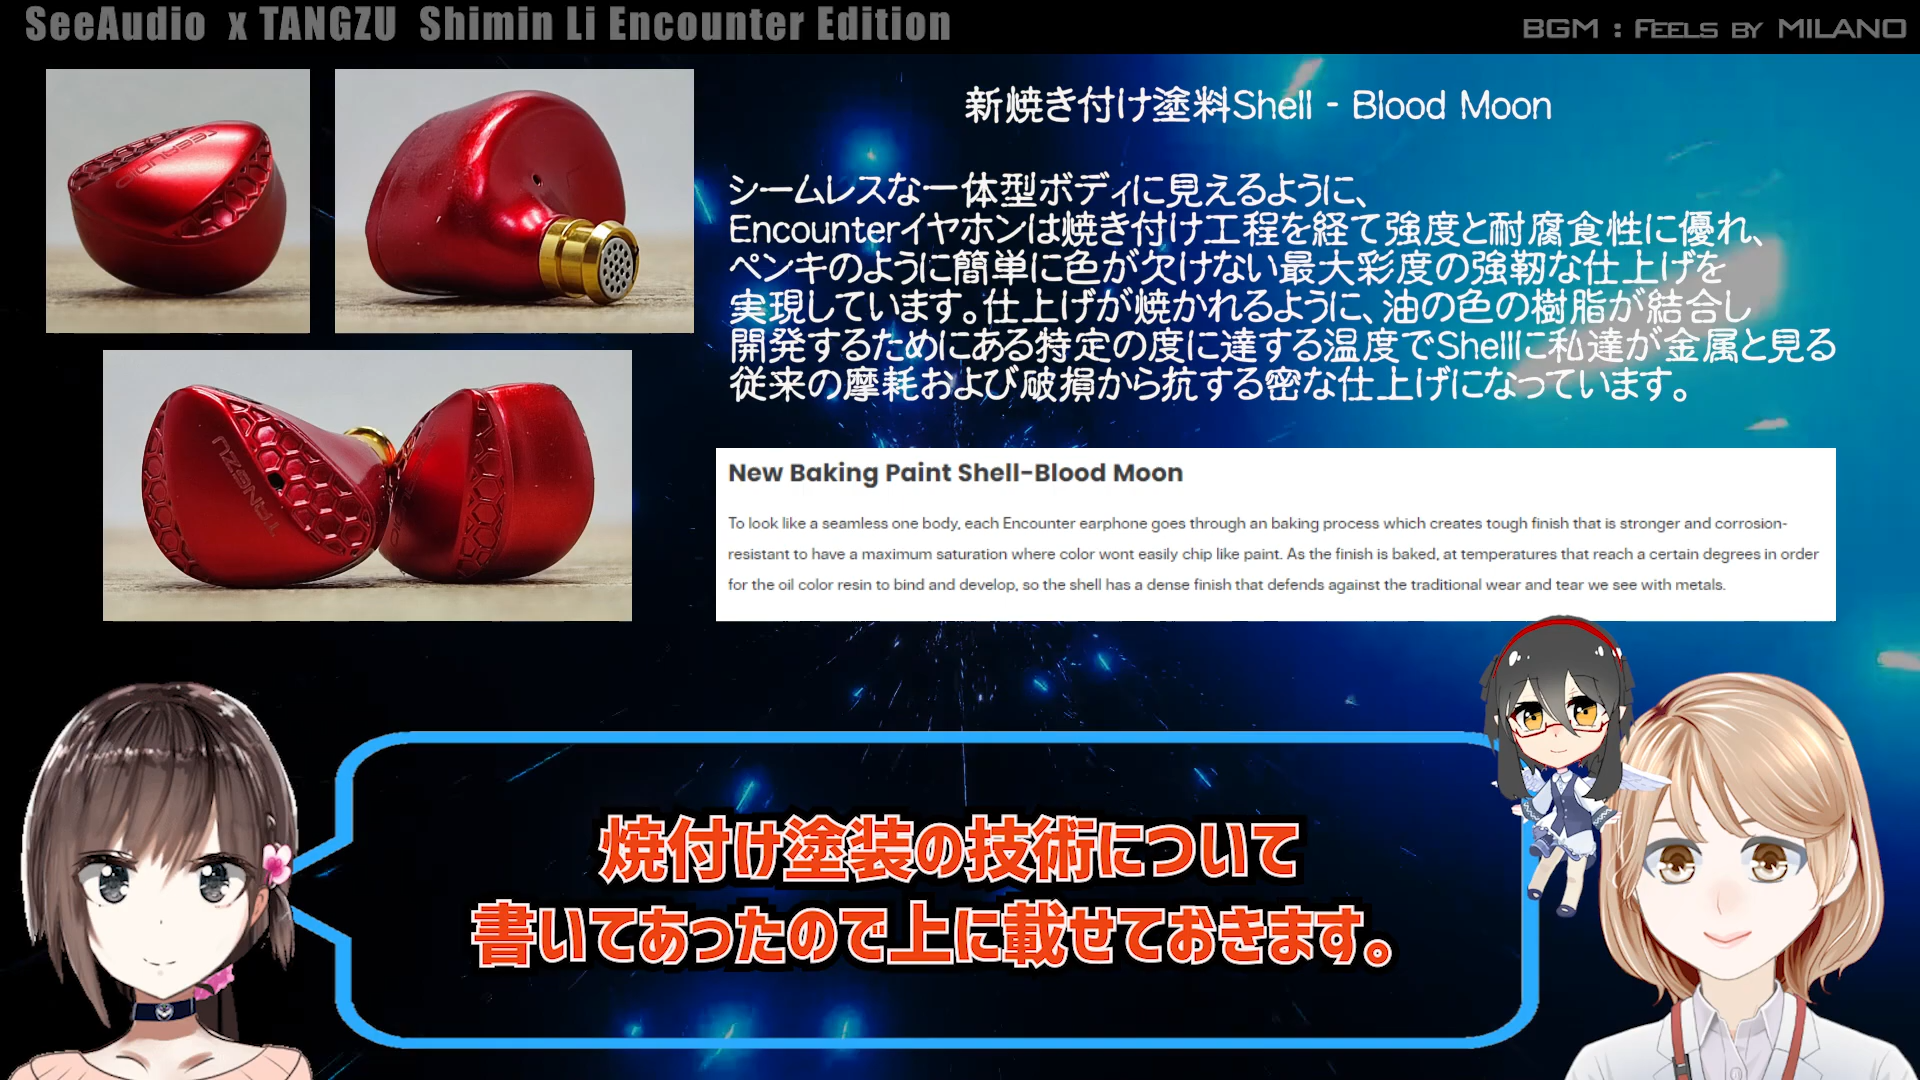 SeeAudio x TANGZU Shimin Li Encounter Edition
BGM : Feels by MILANO
新焼き付け塗料Shell - Blood Moon
シームレスな一体型ボディに見えるように、
Encounterイヤホンは焼き付け工程を経て強度と耐腐食性に優れ、
ペンキのように簡単に色が欠けない最大彩度の強靭な仕上げを
実現しています。仕上げが焼かれるように、油の色の樹脂が結合し
開発するためにある特定の度に達する温度でShellに私達が金属と見る
従来の摩耗および破損から抗する密な仕上げになっています。
SEEAUDIO
TANGZU
New Baking Paint Shell-Blood Moon
To look like a seamless one body, each Encounter earphone goes through an baking process which creates tough finish that is stronger and corrosion-
resistant to have a maximum saturation where color wont easily chip like paint. As the finish is baked, at temperatures that reach a certain degrees in order
for the oil color resin to bind and develop, so the shell has a dense finish that defends against the traditional wear and tear we see with metals.
焼付け塗装の技術について
書いてあったので上に載せておきます。